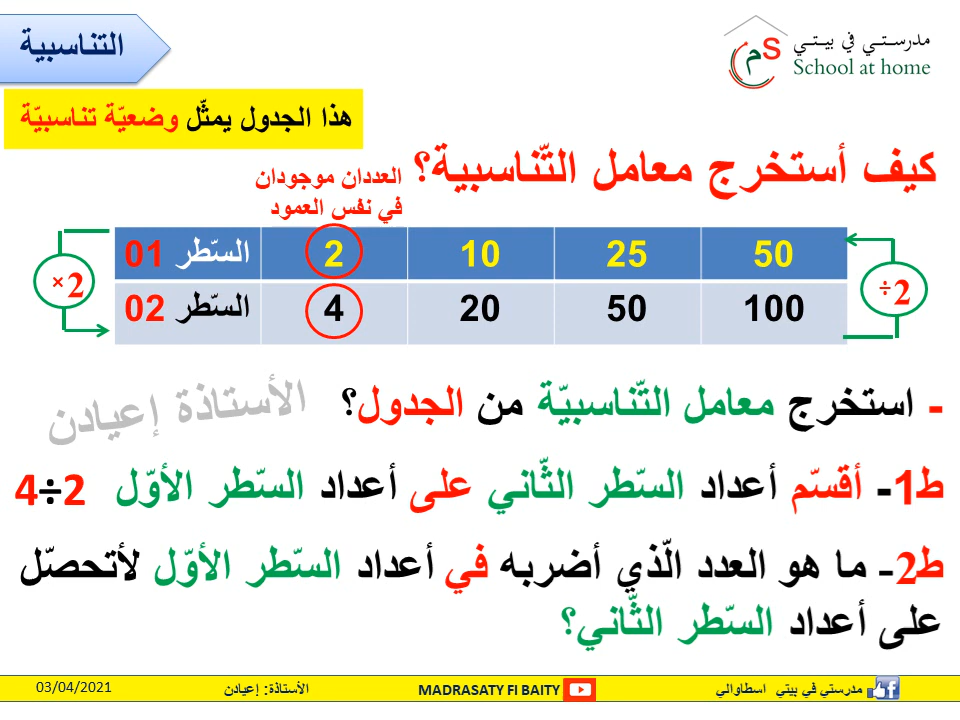 التناسبية
مدرستي في بيتي
School at home
S م
هذا الجدول يمثّل وضعيّة تناسبيّة
كيف أستخرج معامل التّناسبية؟
العددان موجودان
في نفس العمود
السّطر 01 2 10 25 50
السّطر 02 4 20 50 100
×2
÷2
- استخرج معامل التّناسبيّة من الجدول؟
الأستاذة إعيادن
ط1- أقسّم أعداد السّطر الثّاني على أعداد السّطر الأوّل 4÷2
ط2- ما هو العدد الّذي أضربه في أعداد السّطر الأوّل لأتحصّل
على أعداد السّطر الثّاني؟
03/04/2021 الأستاذة: إعيادن MADRASATY FI BAITY مدرستي في بيتي اسطاوالي